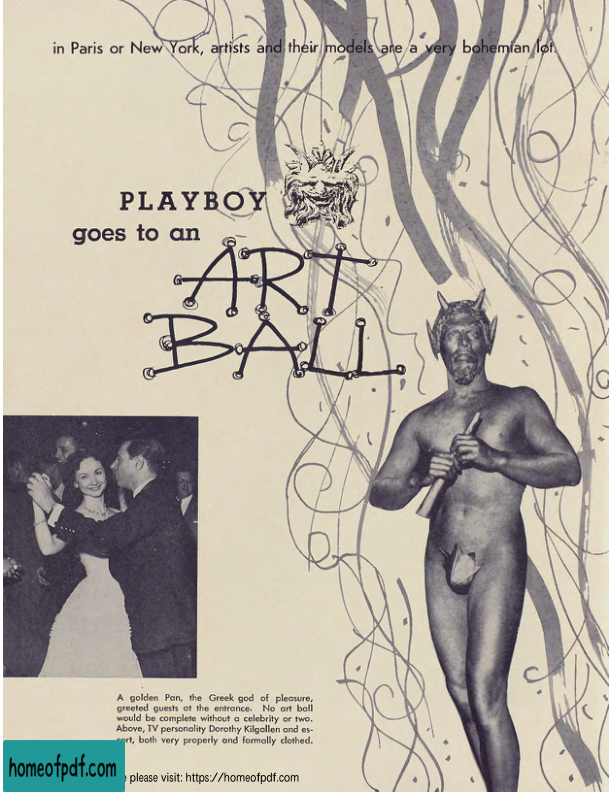 in Paris or New York, artists and their models are a very bohemian lot
PLAYBOY
goes to an
ART
BALL
A golden Pan, the Greek god of pleasure,
greeted guests at the entrance. No art ball
would be complete without a celebrity or two.
Above, TV personality Dorothy Kilgallen and es-
cort, both very properly and formally clothed.
homeofpdf.com
please visit: https://homeofpdf.com